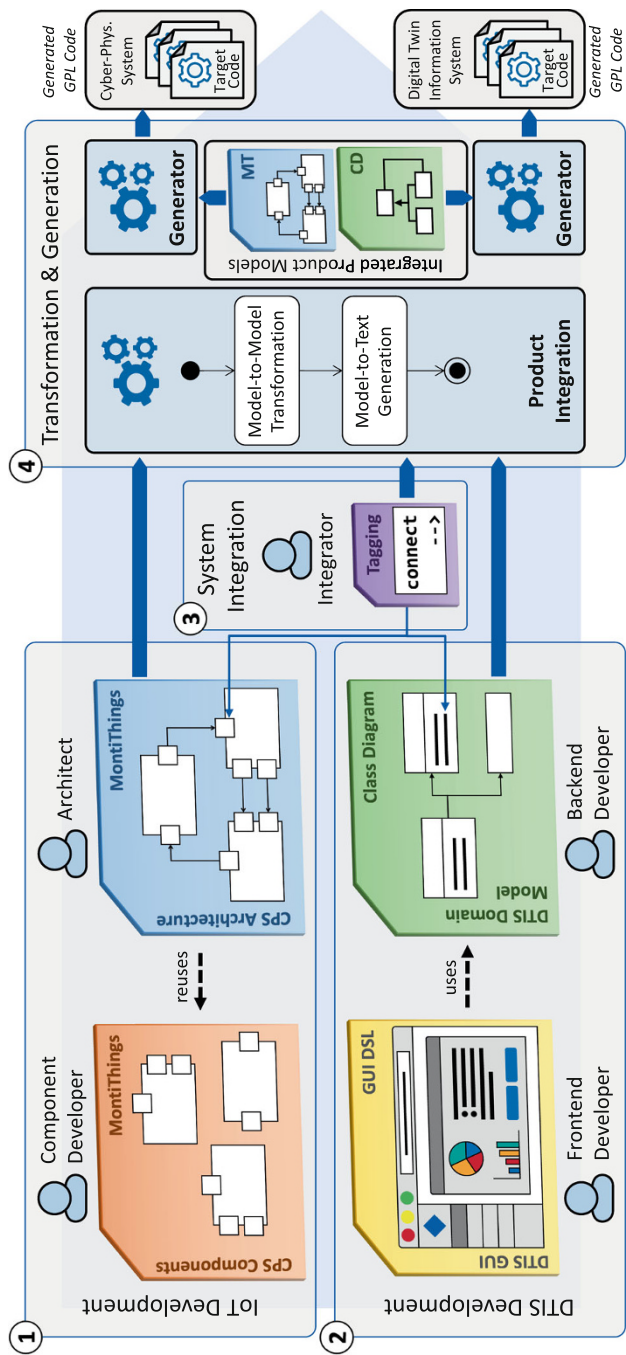 1
IoT Development
Component
Developer
MontiThings
CPS Components
reuses
Architect
MontiThings
CPS Architecture
2
DTIS Development
GUI DSL
DTIS GUI
Frontend
Developer
uses
Class Diagram
DTIS Domain
Model
Backend
Developer
3
System
Integration
Integrator
Tagging
connect
-->
4
Transformation & Generation
Model-to-Model
Transformation
Model-to-Text
Generation
Product
Integration
Generator
MT
CD
Integrated Product Models
Generator
Generated
GPL Code
Cyber-Phys.
System
Target
Code
Digital Twin
Information
System
Target
Code
Generated
GPL Code